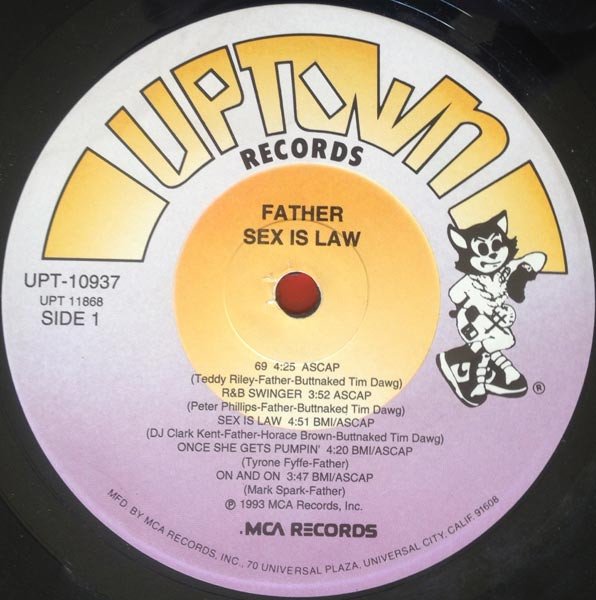 UPTOWN
RECORDS
FATHER
SEX IS LAW
UPT-10937
UPT 11868
SIDE 1
®
69 4:25 ASCAP
(Teddy Riley-Father-Buttnaked Tim Dawg)
R&B SWINGER 3:52 ASCAP
(Peter Phillips-Father-Buttnaked Tim Dawg)
SEX IS LAW 4:51 BMI/ASCAP
(DJ Clark Kent-Father-Horace Brown-Buttnaked Tim Dawg)
ONCE SHE GETS PUMPIN' 4:20 BMI/ASCAP
(Tyrone Fyffe-Father)
ON AND ON 3:47 BMI/ASCAP
(Mark Spark-Father)
℗ 1993 MCA Records, Inc.
.MCA RECORDS
MFD. BY MCA RECORDS, INC., 70 UNIVERSAL PLAZA, UNIVERSAL CITY, CALIF. 91608